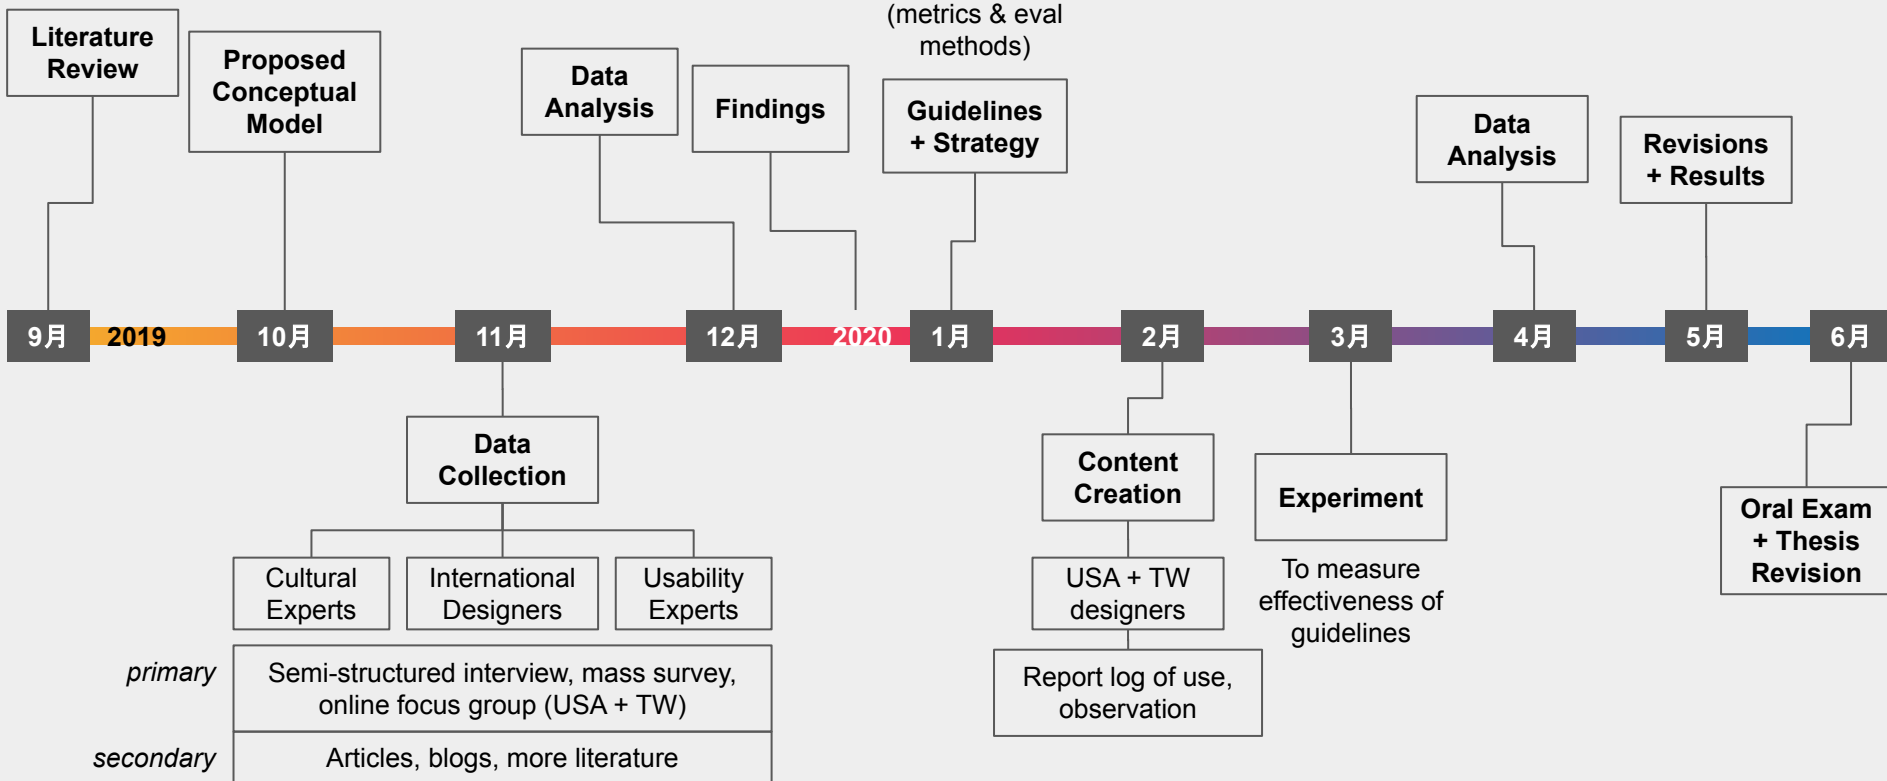 (metrics & eval
methods)
Literature
Review
Proposed
Conceptual
Model
Data
Analysis
Findings
Guidelines
+ Strategy
Data
Analysis
Revisions
+ Results
9月
2019
10月
11月
12月
2020
1月
2月
3月
4月
5月
6月
Data
Collection
Cultural
Experts
International
Designers
Usability
Experts
primary
Semi-structured interview, mass survey,
online focus group (USA + TW)
secondary
Articles, blogs, more literature
Content
Creation
USA + TW
designers
Report log of use,
observation
Experiment
To measure
effectiveness of
guidelines
Oral Exam
+ Thesis
Revision